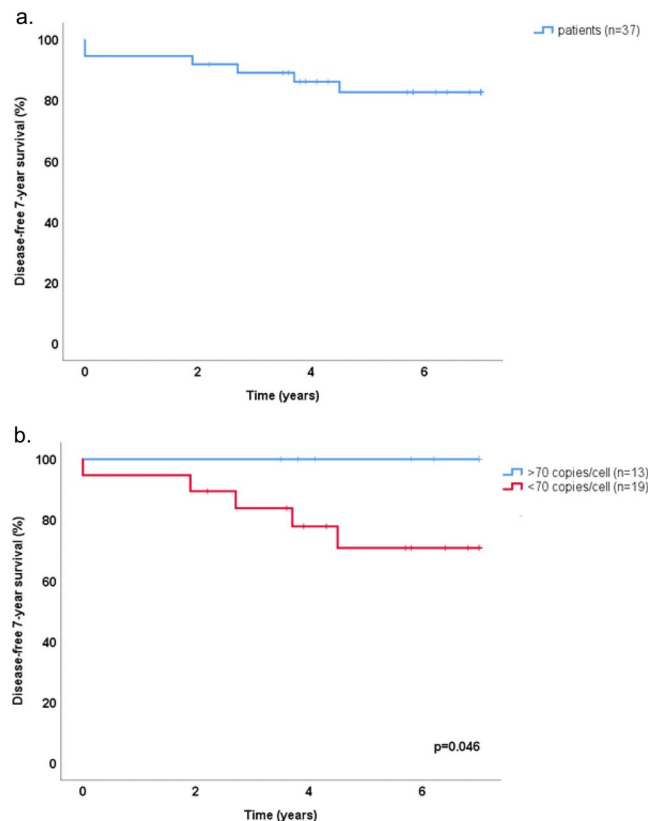 a.
patients (n=37)
100
80
60
40
20
0
Disease-free 7-year survival (%)
0 2 4 6
Time (years)
b.
>70 copies/cell (n=13)
<70 copies/cell (n=19)
100
80
60
40
20
0
Disease-free 7-year survival (%)
p=0.046
0 2 4 6
Time (years)